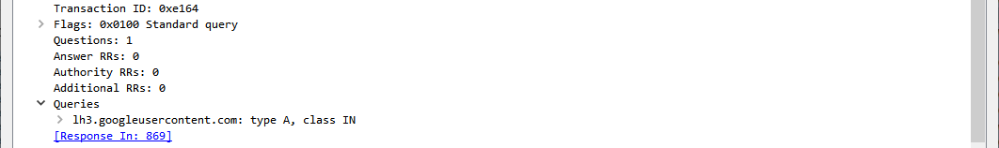 Transaction ID: 0xe164
Flags: 0x0100 Standard query
Questions: 1
Answer RRs: 0
Authority RRs: 0
Additional RRs: 0
Queries
lh3.googleusercontent.com: type A, class IN
[Response In: 869]